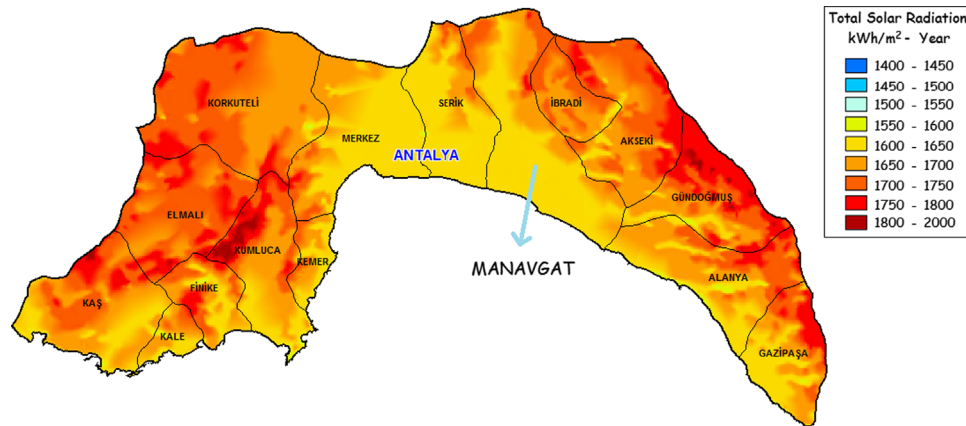 Total Solar Radiation
kWh/m² - Year
1400 - 1450
1450 - 1500
1500 - 1550
1550 - 1600
1600 - 1650
1650 - 1700
1700 - 1750
1750 - 1800
1800 - 2000
KORKUTELİ
MERKEZ
SERİK
İBRADİ
ANTALYA
AKSEKİ
GÜNDOĞMUŞ
ELMALI
KUMLUCA
KEMER
MANAVGAT
FİNİKE
ALANYA
KAŞ
KALE
GAZİPAŞA